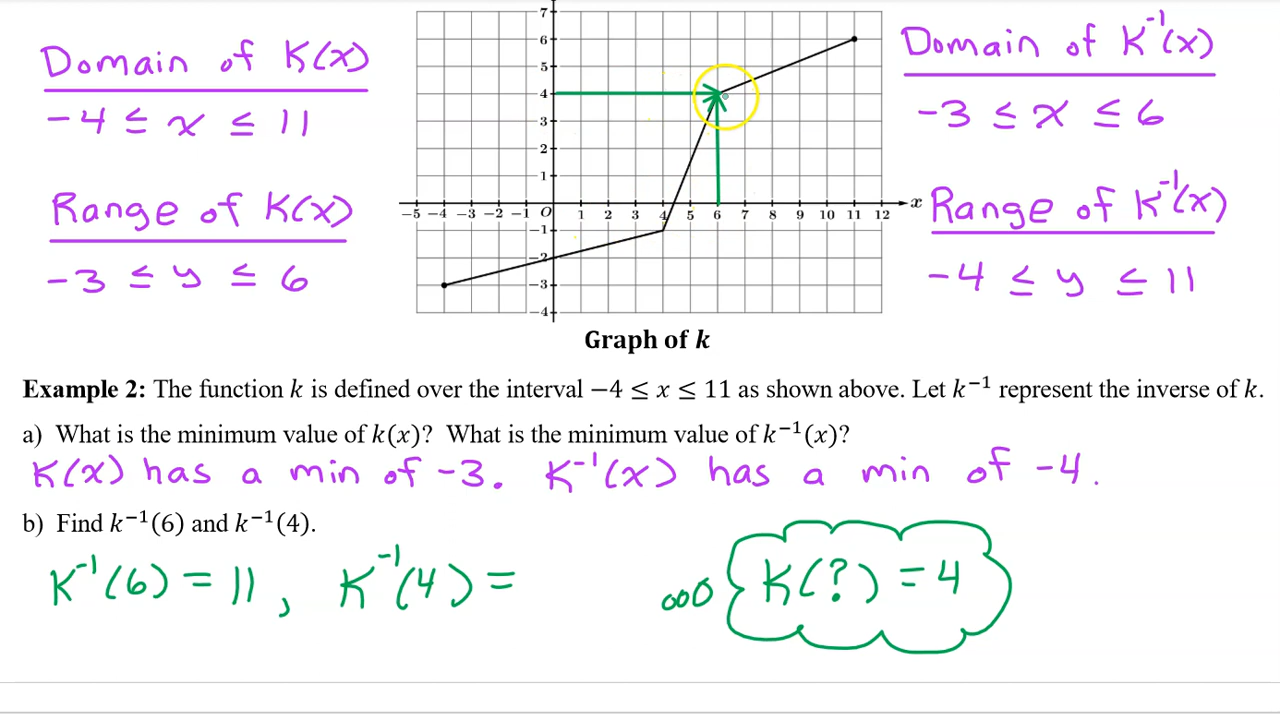 Domain of K(x)
-4 ≤ x ≤ 11
Range of K(x)
-3 ≤ y ≤ 6
7
6
5
4
3
2
1
-5 -4 -3 -2 -1 O 1 2 3 4 5 6 7 8 9 10 11 12 x
-1
-2
-3
-4
Graph of k
Domain of K⁻¹(x)
-3 ≤ x ≤ 6
Range of K⁻¹(x)
-4 ≤ y ≤ 11
Example 2: The function k is defined over the interval −4 ≤ x ≤ 11 as shown above. Let k⁻¹ represent the inverse of k.
a) What is the minimum value of k(x)? What is the minimum value of k⁻¹(x)?
K(x) has a min of -3. K⁻¹(x) has a min of -4.
b) Find k⁻¹(6) and k⁻¹(4).
K⁻¹(6) = 11, K⁻¹(4) = K(?) = 4